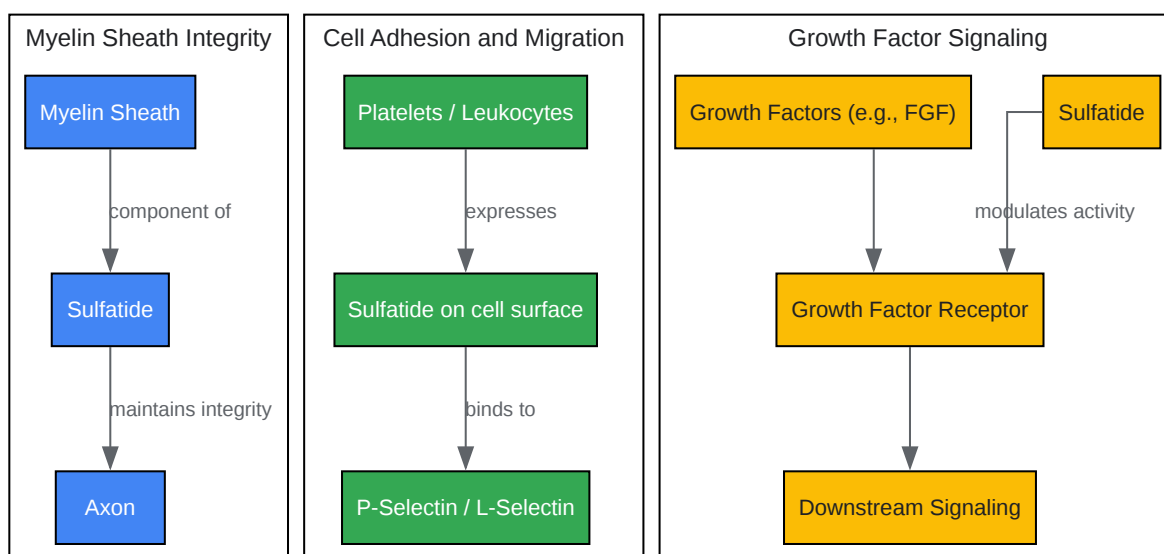 Myelin Sheath Integrity
Myelin Sheath
component of
Sulfatide
maintains integrity
Axon
Cell Adhesion and Migration
Platelets / Leukocytes
expresses
Sulfatide on cell surface
binds to
P-Selectin / L-Selectin
Growth Factor Signaling
Growth Factors (e.g., FGF)
Sulfatide
modulates activity
Growth Factor Receptor
Downstream Signaling